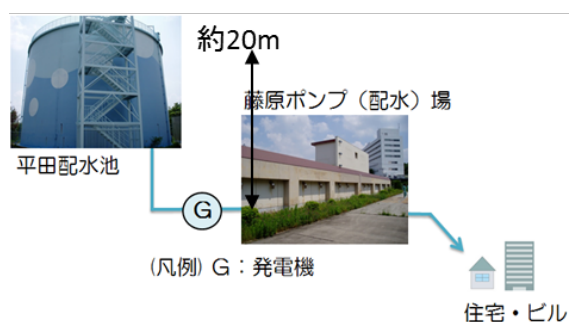 約20m
藤原ポンプ（配水）場
平田配水池
G
(凡例) G：発電機
住宅・ビル